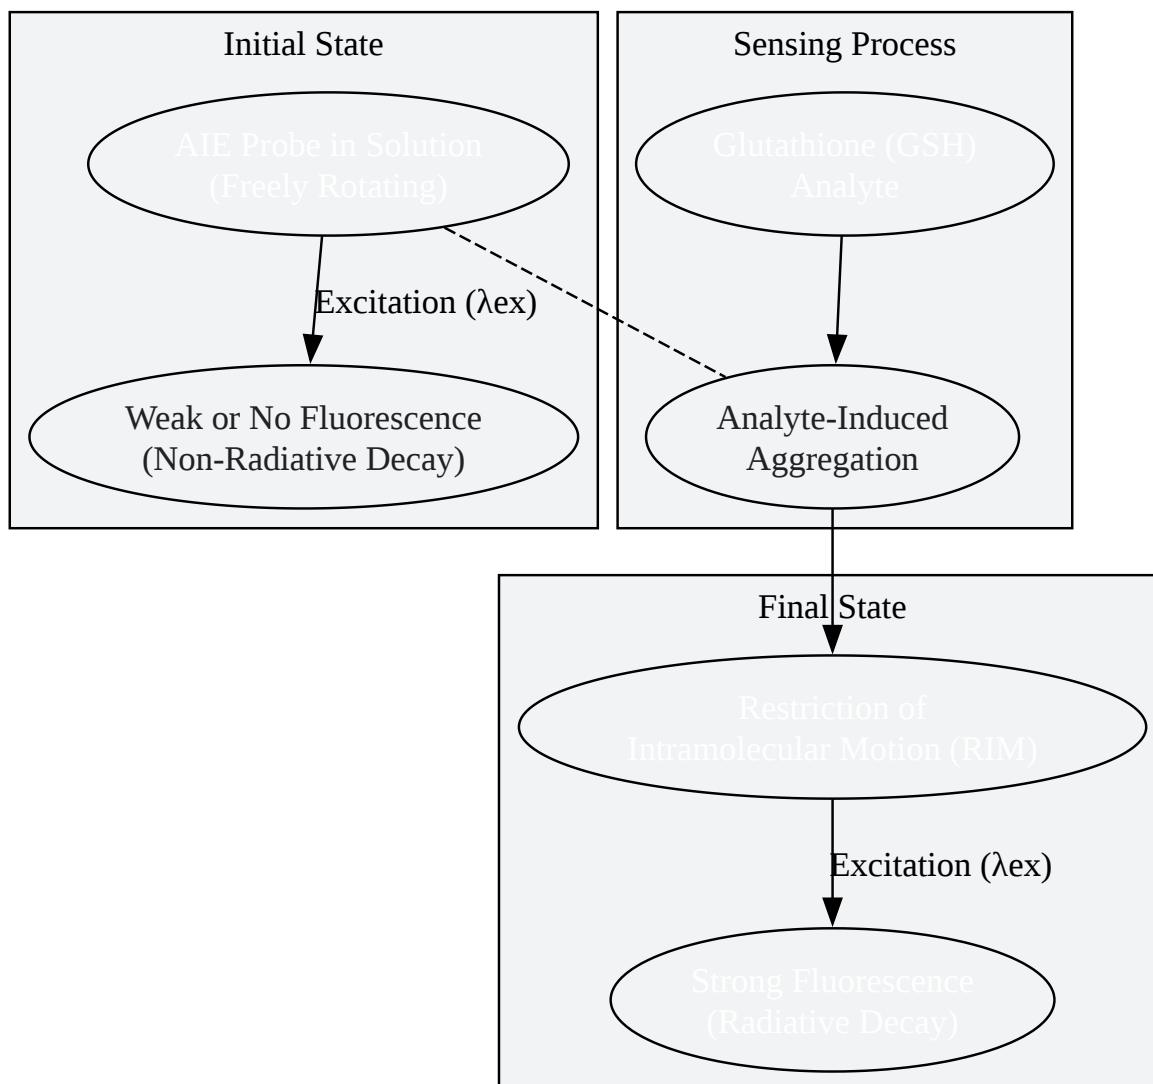 Initial State
AIE Probe in Solution
(Freely Rotating)
Excitation (λex)
Weak or No Fluorescence
(Non-Radiative Decay)
Sensing Process
Glutathione (GSH)
Analyte
Analyte-Induced
Aggregation
Final State
Restriction of
Intramolecular Motion (RIM)
Excitation (λex)
Strong Fluorescence
(Radiative Decay)